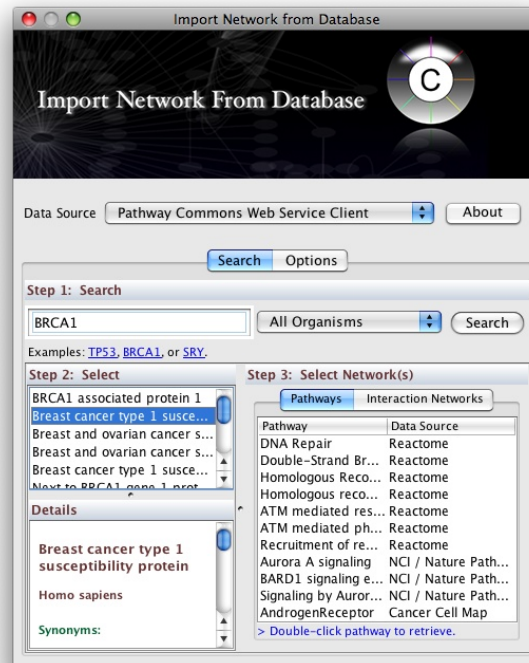 Import Network from Database
Import Network From Database
C
Data Source Pathway Commons Web Service Client About
Search Options
Step 1: Search
BRCA1 All Organisms Search
Examples: TP53, BRCA1, or SRY.
Step 2: Select
BRCA1 associated protein 1
Breast cancer type 1 susce...
Breast and ovarian cancer s...
Breast and ovarian cancer s...
Breast cancer type 1 susce...
Next to BRCA1 gene 1 prot
Details
Breast cancer type 1
susceptibility protein
Homo sapiens
Synonyms:
Step 3: Select Network(s)
Pathways Interaction Networks
Pathway Data Source
DNA Repair Reactome
Double-Strand Br... Reactome
Homologous Reco... Reactome
Homologous reco... Reactome
ATM mediated res... Reactome
ATM mediated ph... Reactome
Recruitment of re... Reactome
Aurora A signaling NCI / Nature Path...
BARD1 signaling e... NCI / Nature Path...
Signaling by Auror... NCI / Nature Path...
AndrogenReceptor Cancer Cell Map
> Double-click pathway to retrieve.